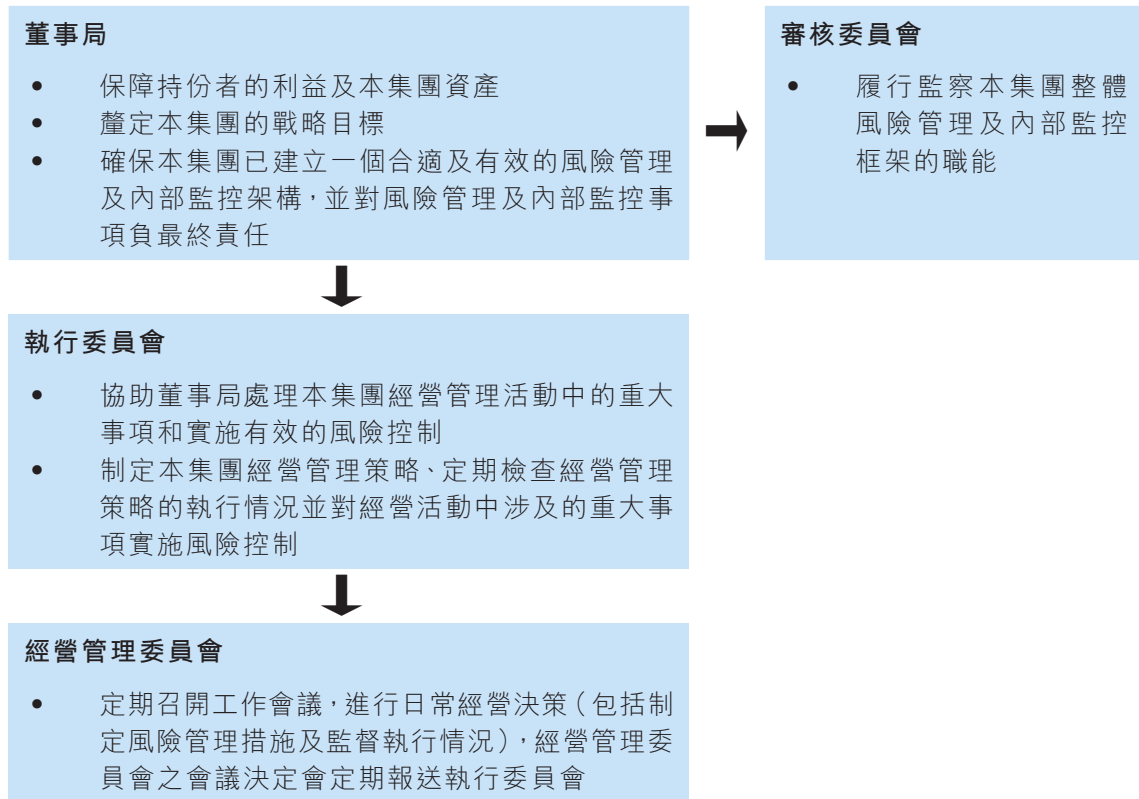 董事局
• 保障持份者的利益及本集團資產
• 釐定本集團的戰略目標
• 確保本集團已建立一個合適及有效的風險管理
及內部監控架構，並對風險管理及內部監控事
項負最終責任
審核委員會
• 履行監察本集團整體
風險管理及內部監控
框架的職能
執行委員會
• 協助董事局處理本集團經營管理活動中的重大
事項和實施有效的風險控制
• 制定本集團經營管理策略、定期檢查經營管理
策略的執行情況並對經營活動中涉及的重大事
項實施風險控制
經營管理委員會
• 定期召開工作會議，進行日常經營決策（包括制
定風險管理措施及監督執行情況），經營管理委
員會之會議決定會定期報送執行委員會